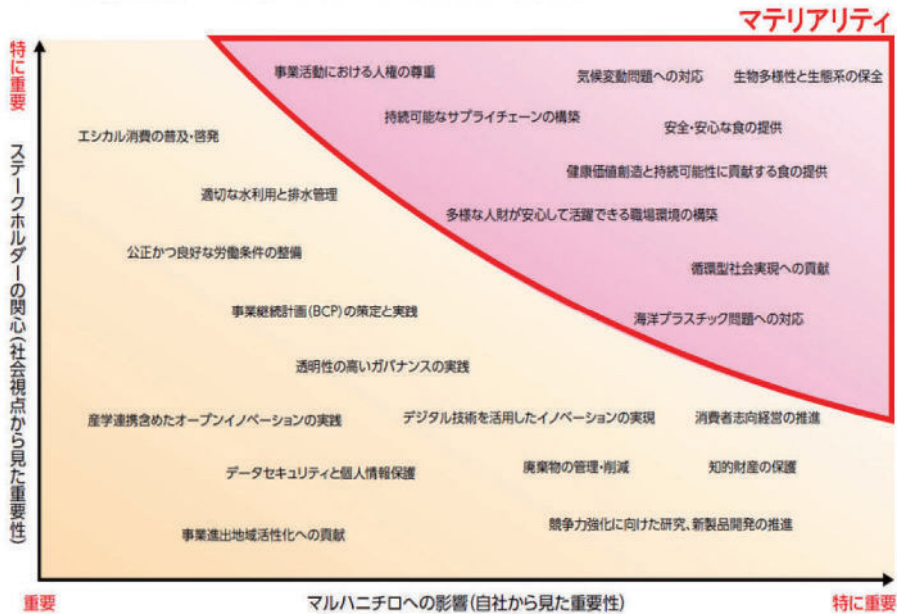 マテリアリティ
特に重要
ステークホルダーの関心(社会視点から見た重要性)
事業活動における人権の尊重
気候変動問題への対応
生物多様性と生態系の保全
持続可能なサプライチェーンの構築
安全・安心な食の提供
エシカル消費の普及・啓発
健康価値創造と持続可能性に貢献する食の提供
適切な水利用と排水管理
多様な人財が安心して活躍できる職場環境の構築
公正かつ良好な労働条件の整備
循環型社会実現への貢献
事業継続計画(BCP)の策定と実践
海洋プラスチック問題への対応
透明性の高いガバナンスの実践
産学連携含めたオープンイノベーションの実践
デジタル技術を活用したイノベーションの実現
消費者志向経営の推進
データセキュリティと個人情報保護
廃棄物の管理・削減
知的財産の保護
事業進出地域活性化への貢献
競争力強化に向けた研究、新製品開発の推進
重要
マルハニチロへの影響(自社から見た重要性)
特に重要